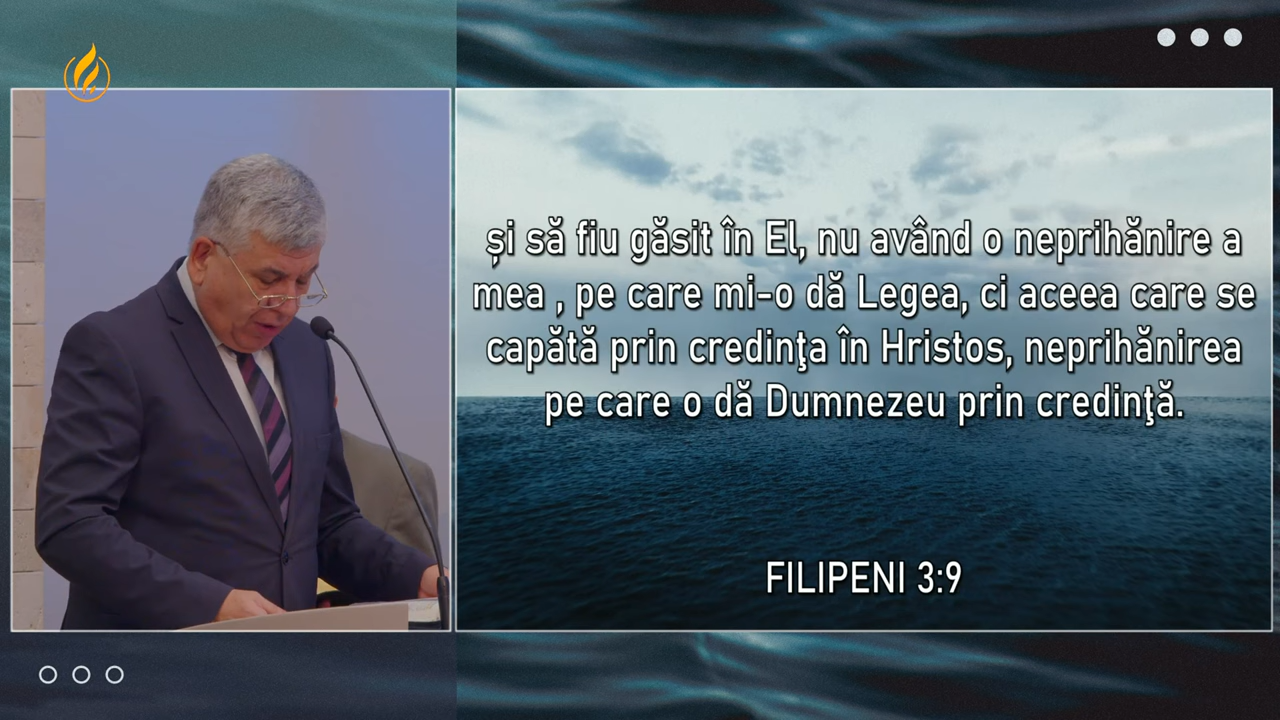 și să fiu găsit în El, nu având o neprihănire a
mea , pe care mi-o dă Legea, ci aceea care se
capătă prin credinţa în Hristos, neprihănirea
pe care o dă Dumnezeu prin credinţă.
FILIPENI 3:9